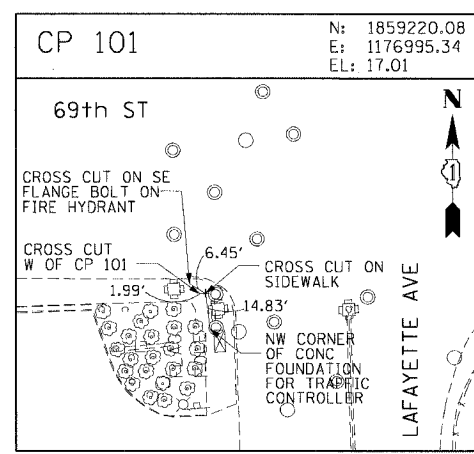 CP 101
N: 1859220.08
E: 1176995.34
EL: 17.01
69th ST
N
1
CROSS CUT ON SE
FLANGE BOLT ON
FIRE HYDRANT
CROSS CUT
W OF CP 101
6.45'
CROSS CUT ON
SIDEWALK
1.99'
14.83'
NW CORNER
OF CONC
FOUNDATION
FOR TRAFFIC
CONTROLLER
LAFAYETTE AVE